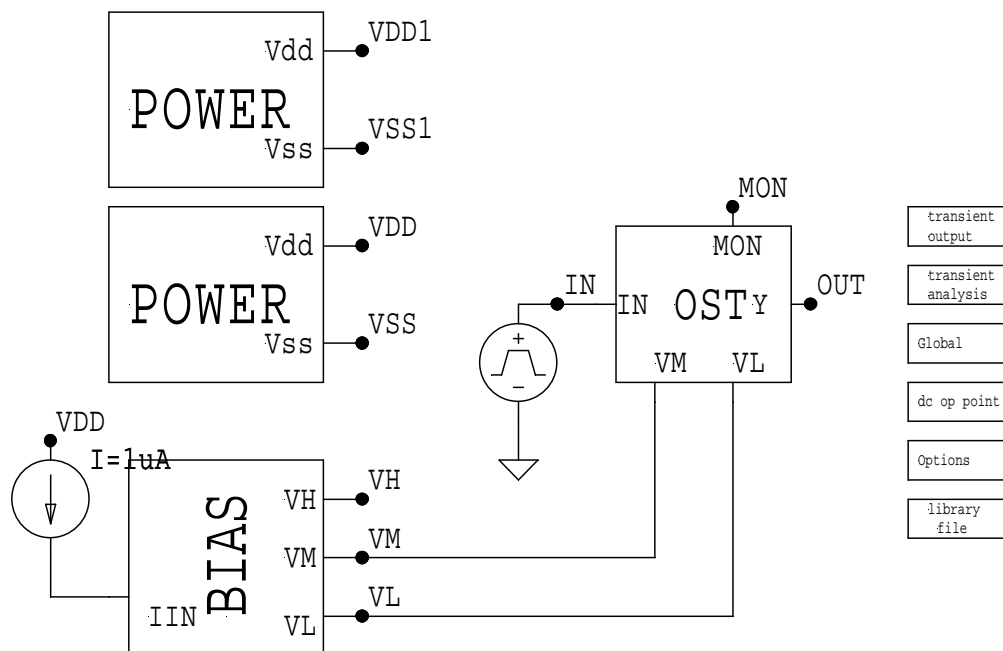 Vdd
VDD1
POWER
Vss
VSS1
Vdd
VDD
POWER
Vss
VSS
MON
MON
IN
IN
OST
Y
OUT
VM
VL
+
−
VDD
I=1uA
BIAS
IIN
VH
VH
VM
VM
VL
VL
transient
output
transient
analysis
Global
dc op point
Options
library
file